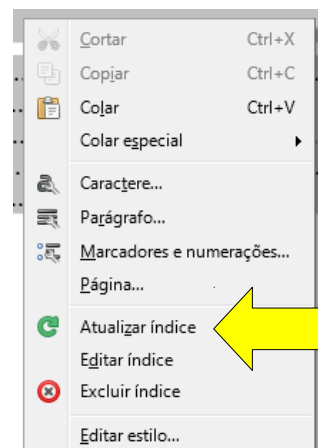 Cortar Ctrl+X
Copiar Ctrl+C
Colar Ctrl+V
Colar especial
Caractere...
Parágrafo...
Marcadores e numerações...
Página...
Atualizar índice
Editar índice
Excluir índice
Editar estilo...